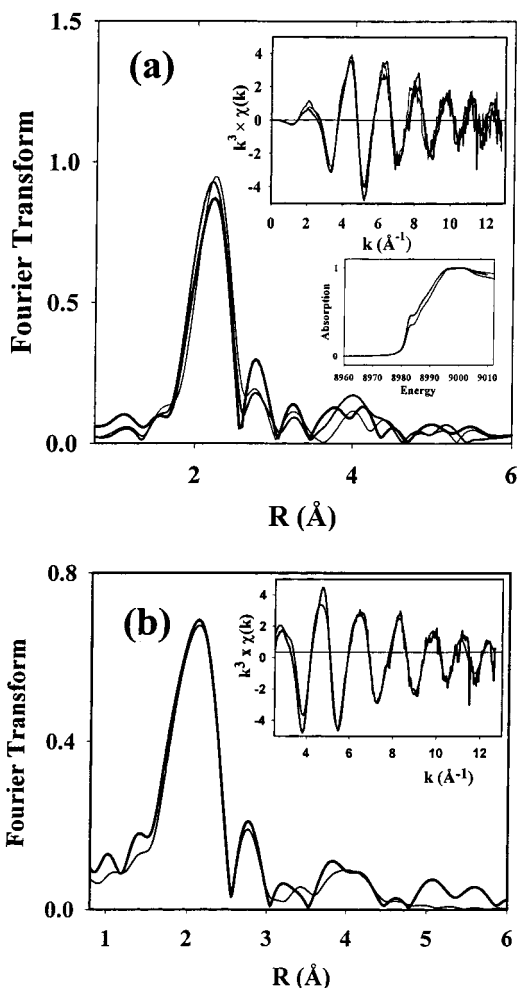 1.5
(a)
1.0
0.5
0.0
Fourier Transform
2
4
6
R (Å)
4
2
0
-2
-4
k³ × χ(k)
0 2 4 6 8 10 12
k (Å⁻¹)
1
0
Absorption
8960 8970 8980 8990 9000 9010
Energy
0.8
(b)
0.4
0.0
Fourier Transform
1 2 3 4 5 6
R (Å)
4
2
0
-2
-4
k³ x χ(k)
4 6 8 10 12
k (Å⁻¹)